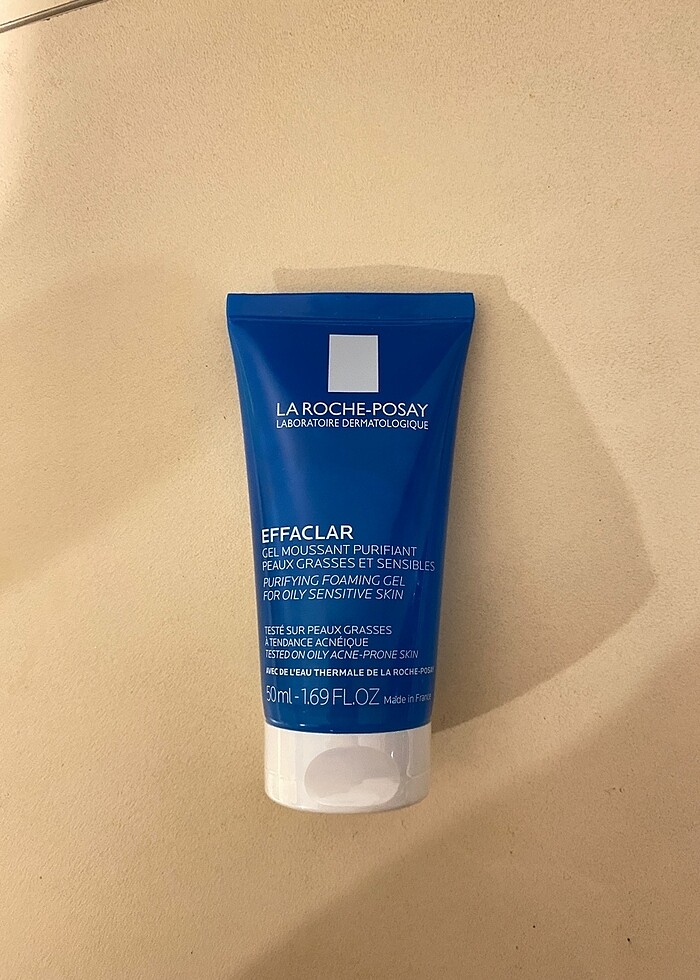 LA ROCHE-POSAY
LABORATOIRE DERMATOLOGIQUE
EFFACLAR
GEL MOUSSANT PURIFIANT
PEAUX GRASSES ET SENSIBLES
PURIFYING FOAMING GEL
FOR OILY SENSITIVE SKIN
TESTÉ SUR PEAUX GRASSES
À TENDANCE ACNÉIQUE
TESTED ON OILY ACNE-PRONE SKIN
AVEC DE L'EAU THERMALE DE LA ROCHE-POSAY
50 ml - 1.69 FL.OZ Made in France